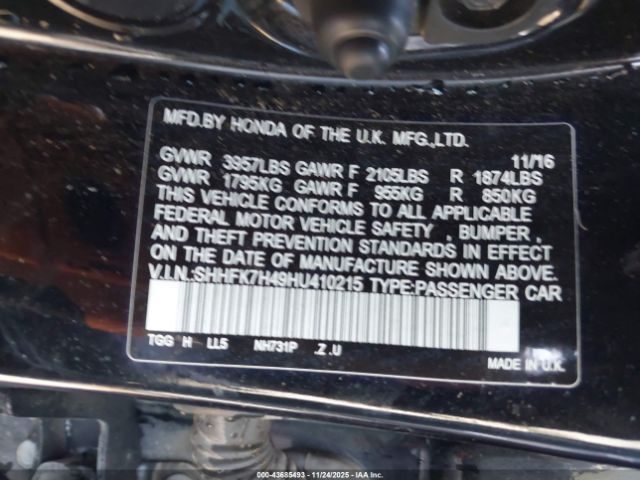 MFD.BY HONDA OF THE U.K. MFG.,LTD.
11/16
GVWR 3957LBS GAWR F 2105LBS R 1874LBS
GVWR 1795KG GAWR F 955KG R 850KG
THIS VEHICLE CONFORMS TO ALL APPLICABLE
FEDERAL MOTOR VEHICLE SAFETY , BUMPER ,
AND THEFT PREVENTION STANDARDS IN EFFECT
ON THE DATE OF MANUFACTURE SHOWN ABOVE.
V.I.N.:SHHFK7H49HU410215 TYPE:PASSENGER CAR
TGG H LL5 NH731P .Z .U
MADE IN U.K.
000-43685493 - 11/24/2025 - IAA, Inc.